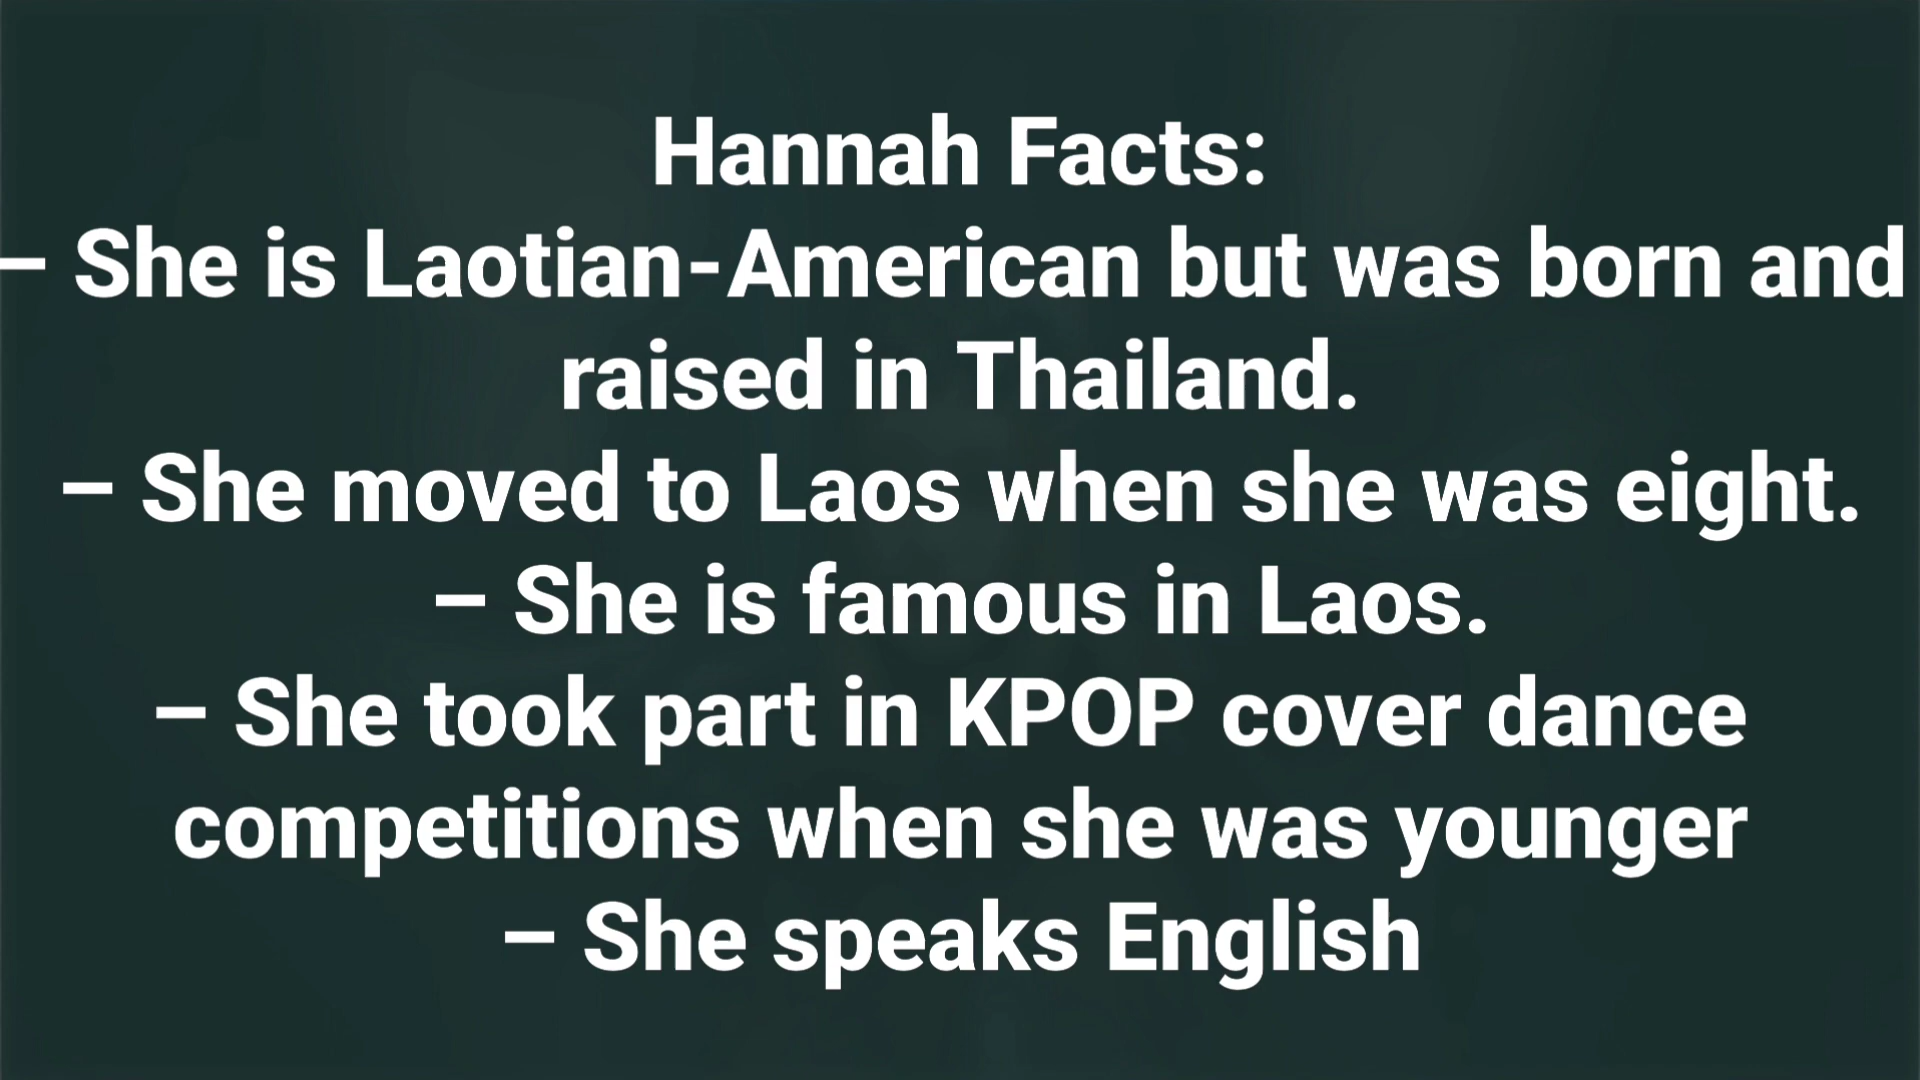 Hannah Facts:
– She is Laotian-American but was born and
raised in Thailand.
– She moved to Laos when she was eight.
– She is famous in Laos.
– She took part in KPOP cover dance
competitions when she was younger
– She speaks English